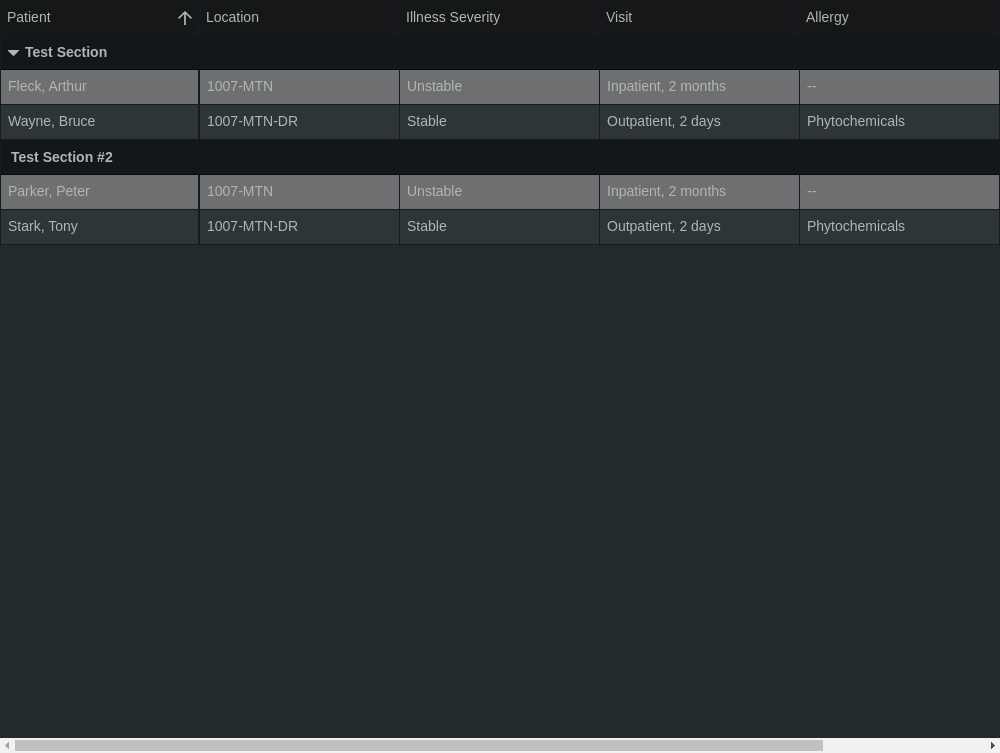 Patient Location Illness Severity Visit Allergy
Test Section
Fleck, Arthur 1007-MTN Unstable Inpatient, 2 months --
Wayne, Bruce 1007-MTN-DR Stable Outpatient, 2 days Phytochemicals
Test Section #2
Parker, Peter 1007-MTN Unstable Inpatient, 2 months --
Stark, Tony 1007-MTN-DR Stable Outpatient, 2 days Phytochemicals